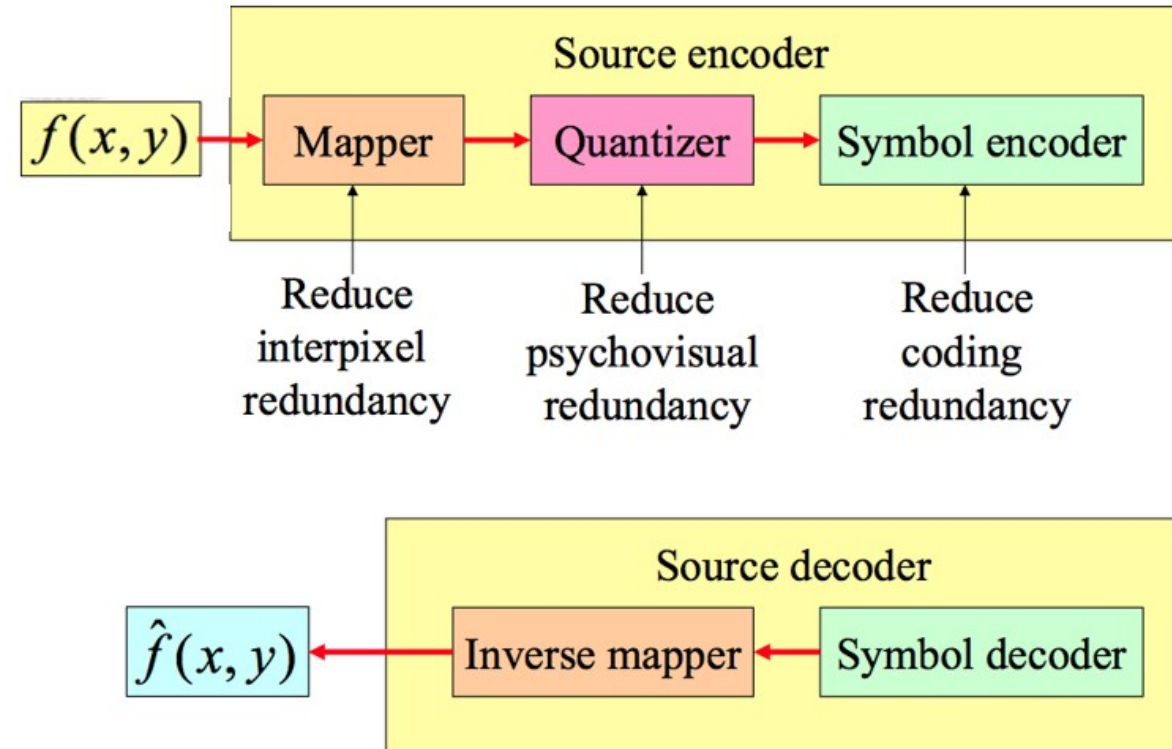 Source encoder
f(x, y)
Mapper
Quantizer
Symbol encoder
Reduce
interpixel
redundancy
Reduce
psychovisual
redundancy
Reduce
coding
redundancy
Source decoder
f̂(x, y)
Inverse mapper
Symbol decoder